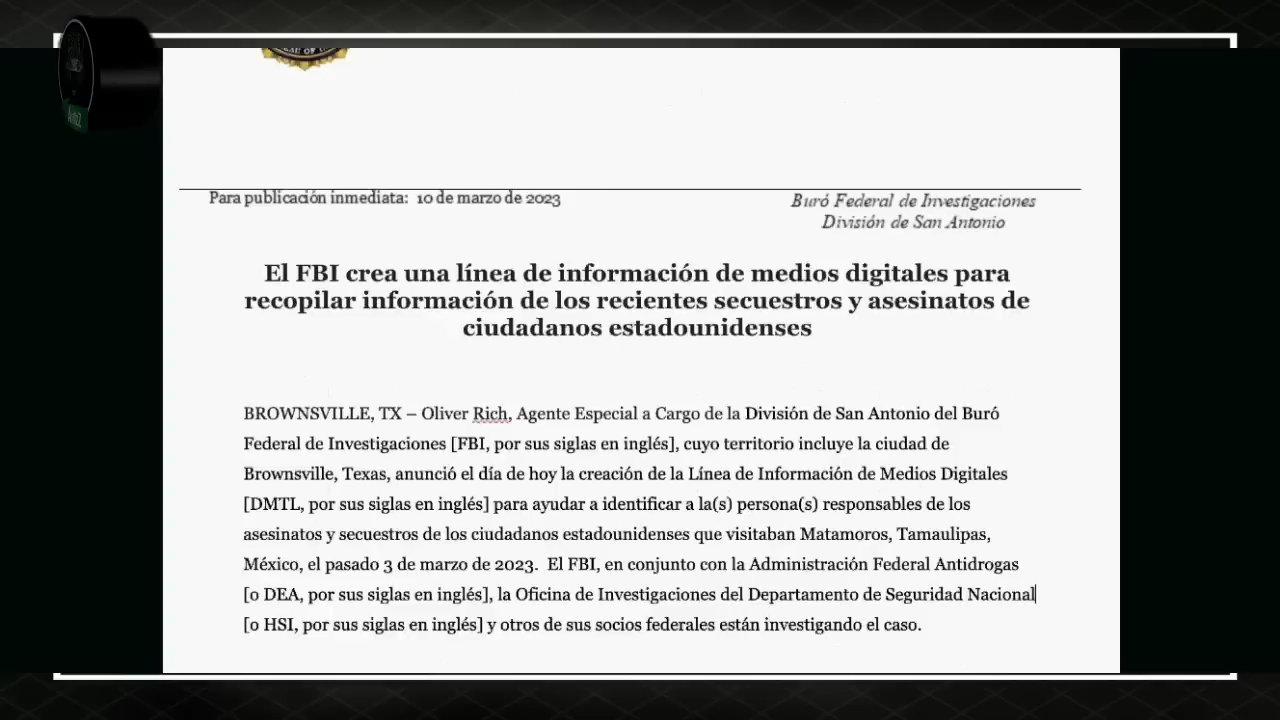 Para publicación inmediata: 10 de marzo de 2023
Buró Federal de Investigaciones
División de San Antonio
El FBI crea una línea de información de medios digitales para
recopilar información de los recientes secuestros y asesinatos de
ciudadanos estadounidenses
BROWNSVILLE, TX – Oliver Rich, Agente Especial a Cargo de la División de San Antonio del Buró
Federal de Investigaciones [FBI, por sus siglas en inglés], cuyo territorio incluye la ciudad de
Brownsville, Texas, anunció el día de hoy la creación de la Línea de Información de Medios Digitales
[DMTL, por sus siglas en inglés] para ayudar a identificar a la(s) persona(s) responsables de los
asesinatos y secuestros de los ciudadanos estadounidenses que visitaban Matamoros, Tamaulipas,
México, el pasado 3 de marzo de 2023.  El FBI, en conjunto con la Administración Federal Antidrogas
[o DEA, por sus siglas en inglés], la Oficina de Investigaciones del Departamento de Seguridad Nacional
[o HSI, por sus siglas en inglés] y otros de sus socios federales están investigando el caso.